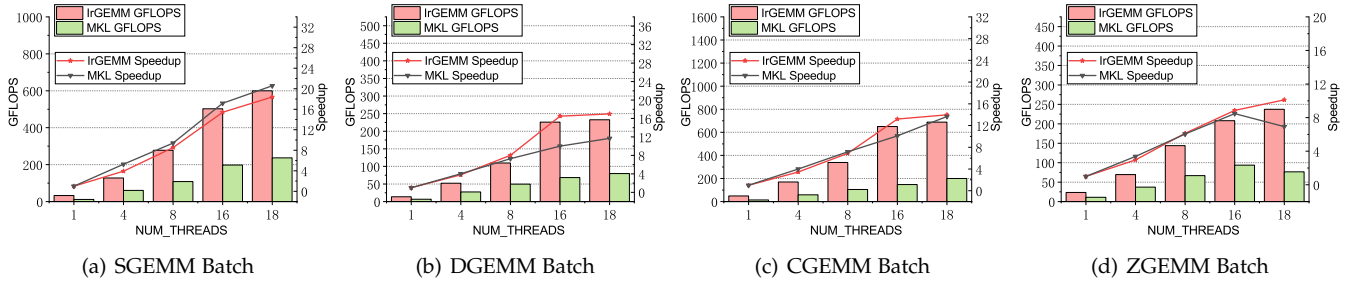 IrGEMM GFLOPS
MKL GFLOPS
IrGEMM Speedup
MKL Speedup
GFLOPS
1000
800
600
400
200
0
32
28
24
20
16
12
8
4
0
Speedup
1 4 8 16 18
NUM_THREADS
(a) SGEMM Batch
IrGEMM GFLOPS
MKL GFLOPS
IrGEMM Speedup
MKL Speedup
GFLOPS
500
450
400
350
300
250
200
150
100
50
0
36
32
28
24
20
16
12
8
4
0
Speedup
1 4 8 16 18
NUM_THREADS
(b) DGEMM Batch
IrGEMM GFLOPS
MKL GFLOPS
IrGEMM Speedup
MKL Speedup
GFLOPS
1600
1400
1200
1000
800
600
400
200
0
32
28
24
20
16
12
8
4
0
Speedup
1 4 8 16 18
NUM_THREADS
(c) CGEMM Batch
IrGEMM GFLOPS
MKL GFLOPS
IrGEMM Speedup
MKL Speedup
GFLOPS
450
400
350
300
250
200
150
100
50
0
20
16
12
8
4
0
Speedup
1 4 8 16 18
NUM_THREADS
(d) ZGEMM Batch